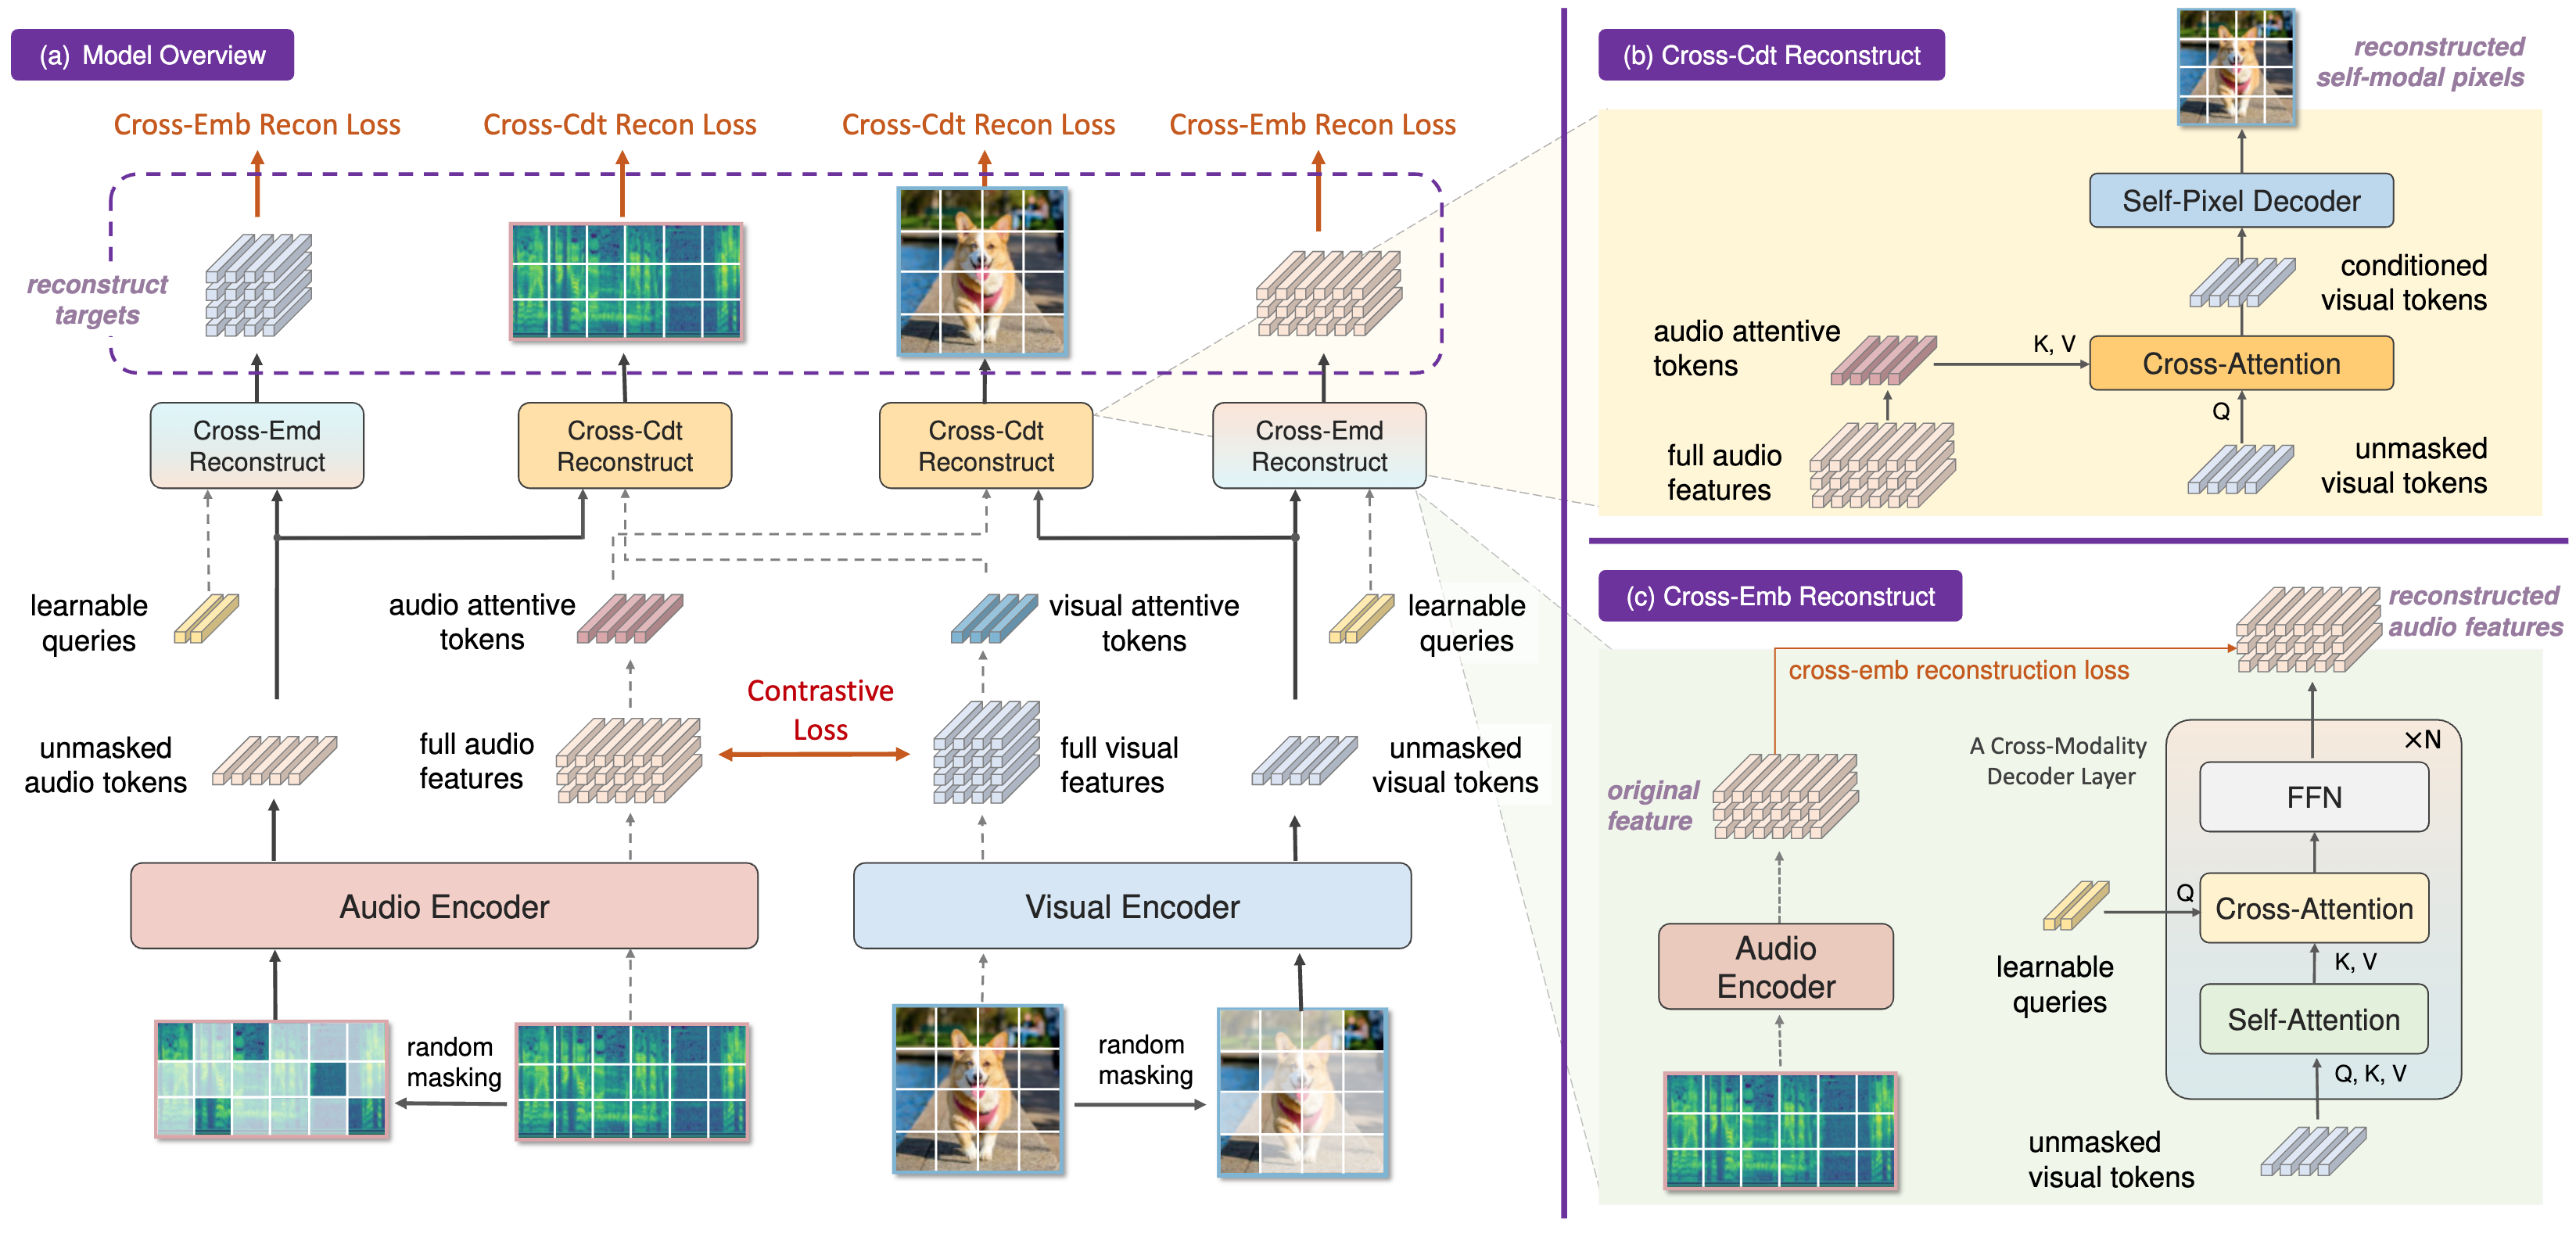 (a) Model Overview
Cross-Emb Recon Loss
Cross-Cdt Recon Loss
Cross-Cdt Recon Loss
Cross-Emb Recon Loss
reconstruct
targets
Cross-Emd
Reconstruct
Cross-Cdt
Reconstruct
Cross-Cdt
Reconstruct
Cross-Emd
Reconstruct
learnable
queries
audio attentive
tokens
visual attentive
tokens
learnable
queries
Contrastive
Loss
unmasked
audio tokens
full audio
features
full visual
features
unmasked
visual tokens
Audio Encoder
Visual Encoder
random
masking
random
masking
(b) Cross-Cdt Reconstruct
reconstructed
self-modal pixels
Self-Pixel Decoder
conditioned
visual tokens
audio attentive
tokens
K, V
Cross-Attention
Q
full audio
features
unmasked
visual tokens
(c) Cross-Emb Reconstruct
reconstructed
audio features
cross-emb reconstruction loss
original
feature
A Cross-Modality
Decoder Layer
×N
FFN
Q
Cross-Attention
K, V
learnable
queries
Audio
Encoder
Self-Attention
Q, K, V
unmasked
visual tokens